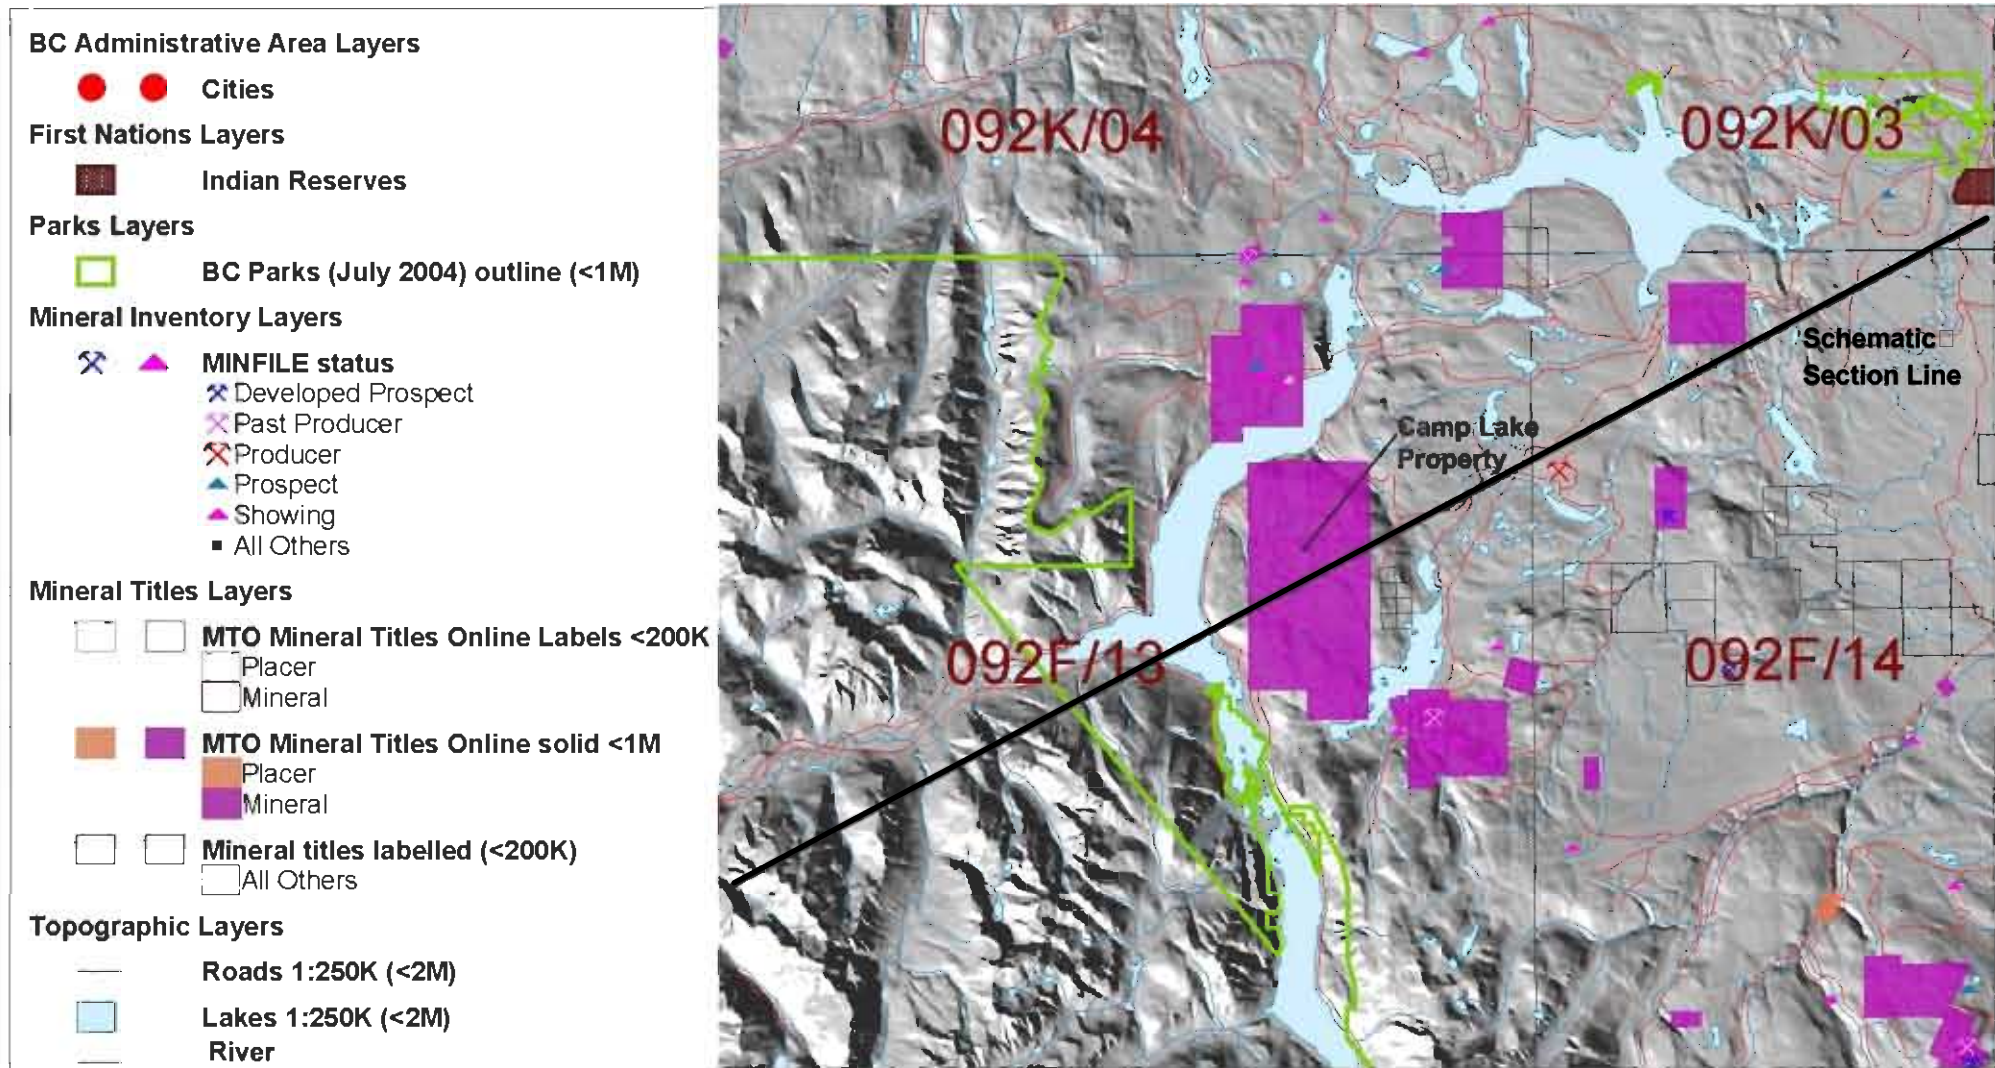 BC Administrative Area Layers
Cities
First Nations Layers
Indian Reserves
Parks Layers
BC Parks (July 2004) outline (<1M)
Mineral Inventory Layers
MINFILE status
Developed Prospect
Past Producer
Producer
Prospect
Showing
All Others
Mineral Titles Layers
MTO Mineral Titles Online Labels <200K
Placer
Mineral
MTO Mineral Titles Online solid <1M
Placer
Mineral
Mineral titles labelled (<200K)
All Others
Topographic Layers
Roads 1:250K (<2M)
Lakes 1:250K (<2M)
River
092K/04
092K/03
Schematic
Section Line
Camp Lake
Property
092F/13
092F/14